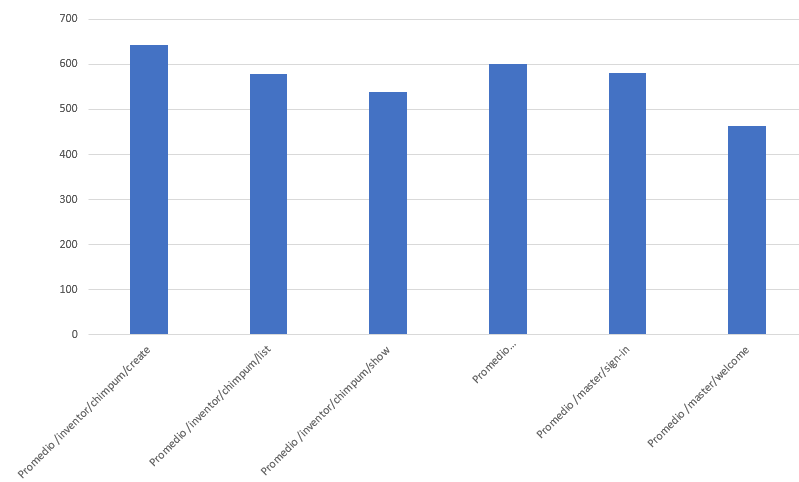 700
600
500
400
300
200
100
0
Promedio /inventor/chimpum/create
Promedio /inventor/chimpum/list
Promedio /inventor/chimpum/show
Promedio...
Promedio /master/sign-in
Promedio /master/welcome